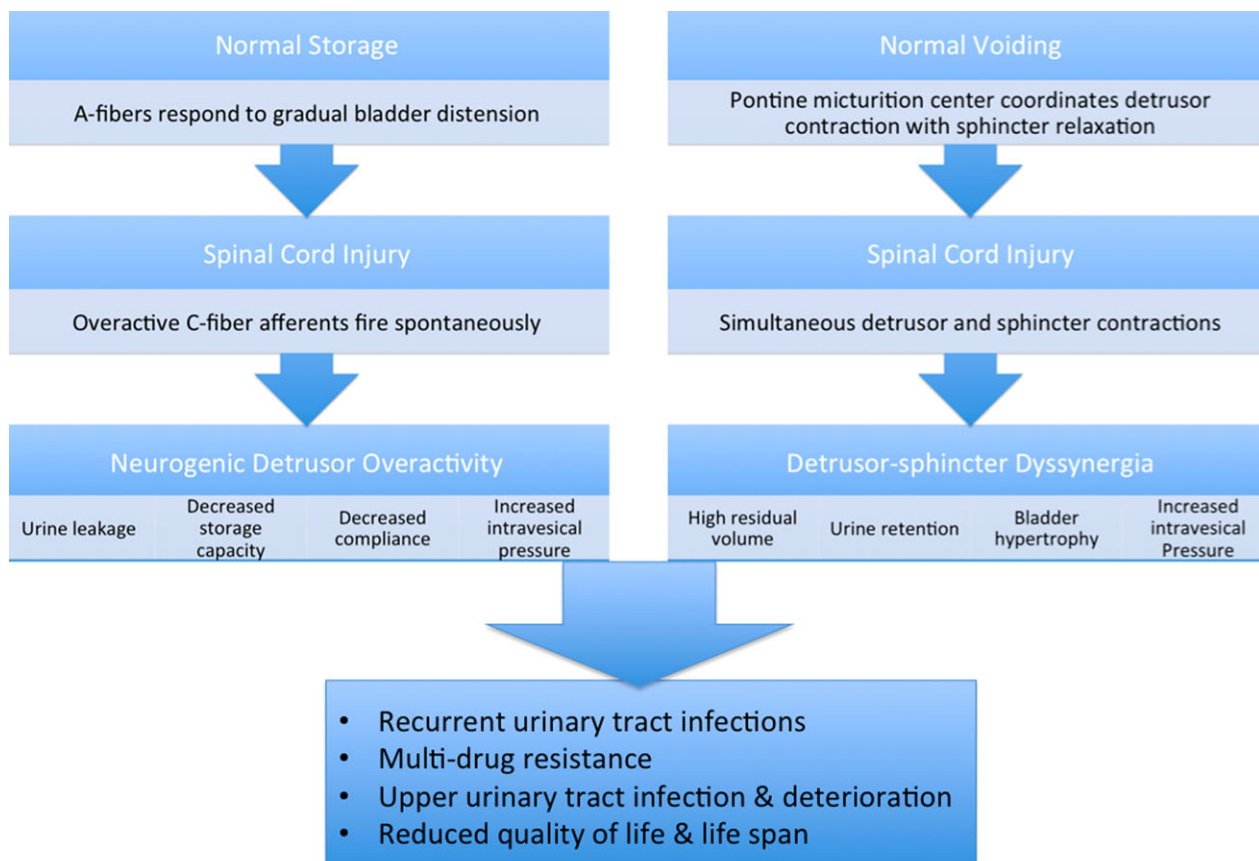 Normal Storage
A-fibers respond to gradual bladder distension
Spinal Cord Injury
Overactive C-fiber afferents fire spontaneously
Neurogenic Detrusor Overactivity
Urine leakage
Decreased
storage
capacity
Decreased
compliance
Increased
intravesical
pressure
Normal Voiding
Pontine micturition center coordinates detrusor
contraction with sphincter relaxation
Spinal Cord Injury
Simultaneous detrusor and sphincter contractions
Detrusor-sphincter Dyssynergia
High residual
volume
Urine retention
Bladder
hypertrophy
Increased
intravesical
Pressure
• Recurrent urinary tract infections
• Multi-drug resistance
• Upper urinary tract infection & deterioration
• Reduced quality of life & life span